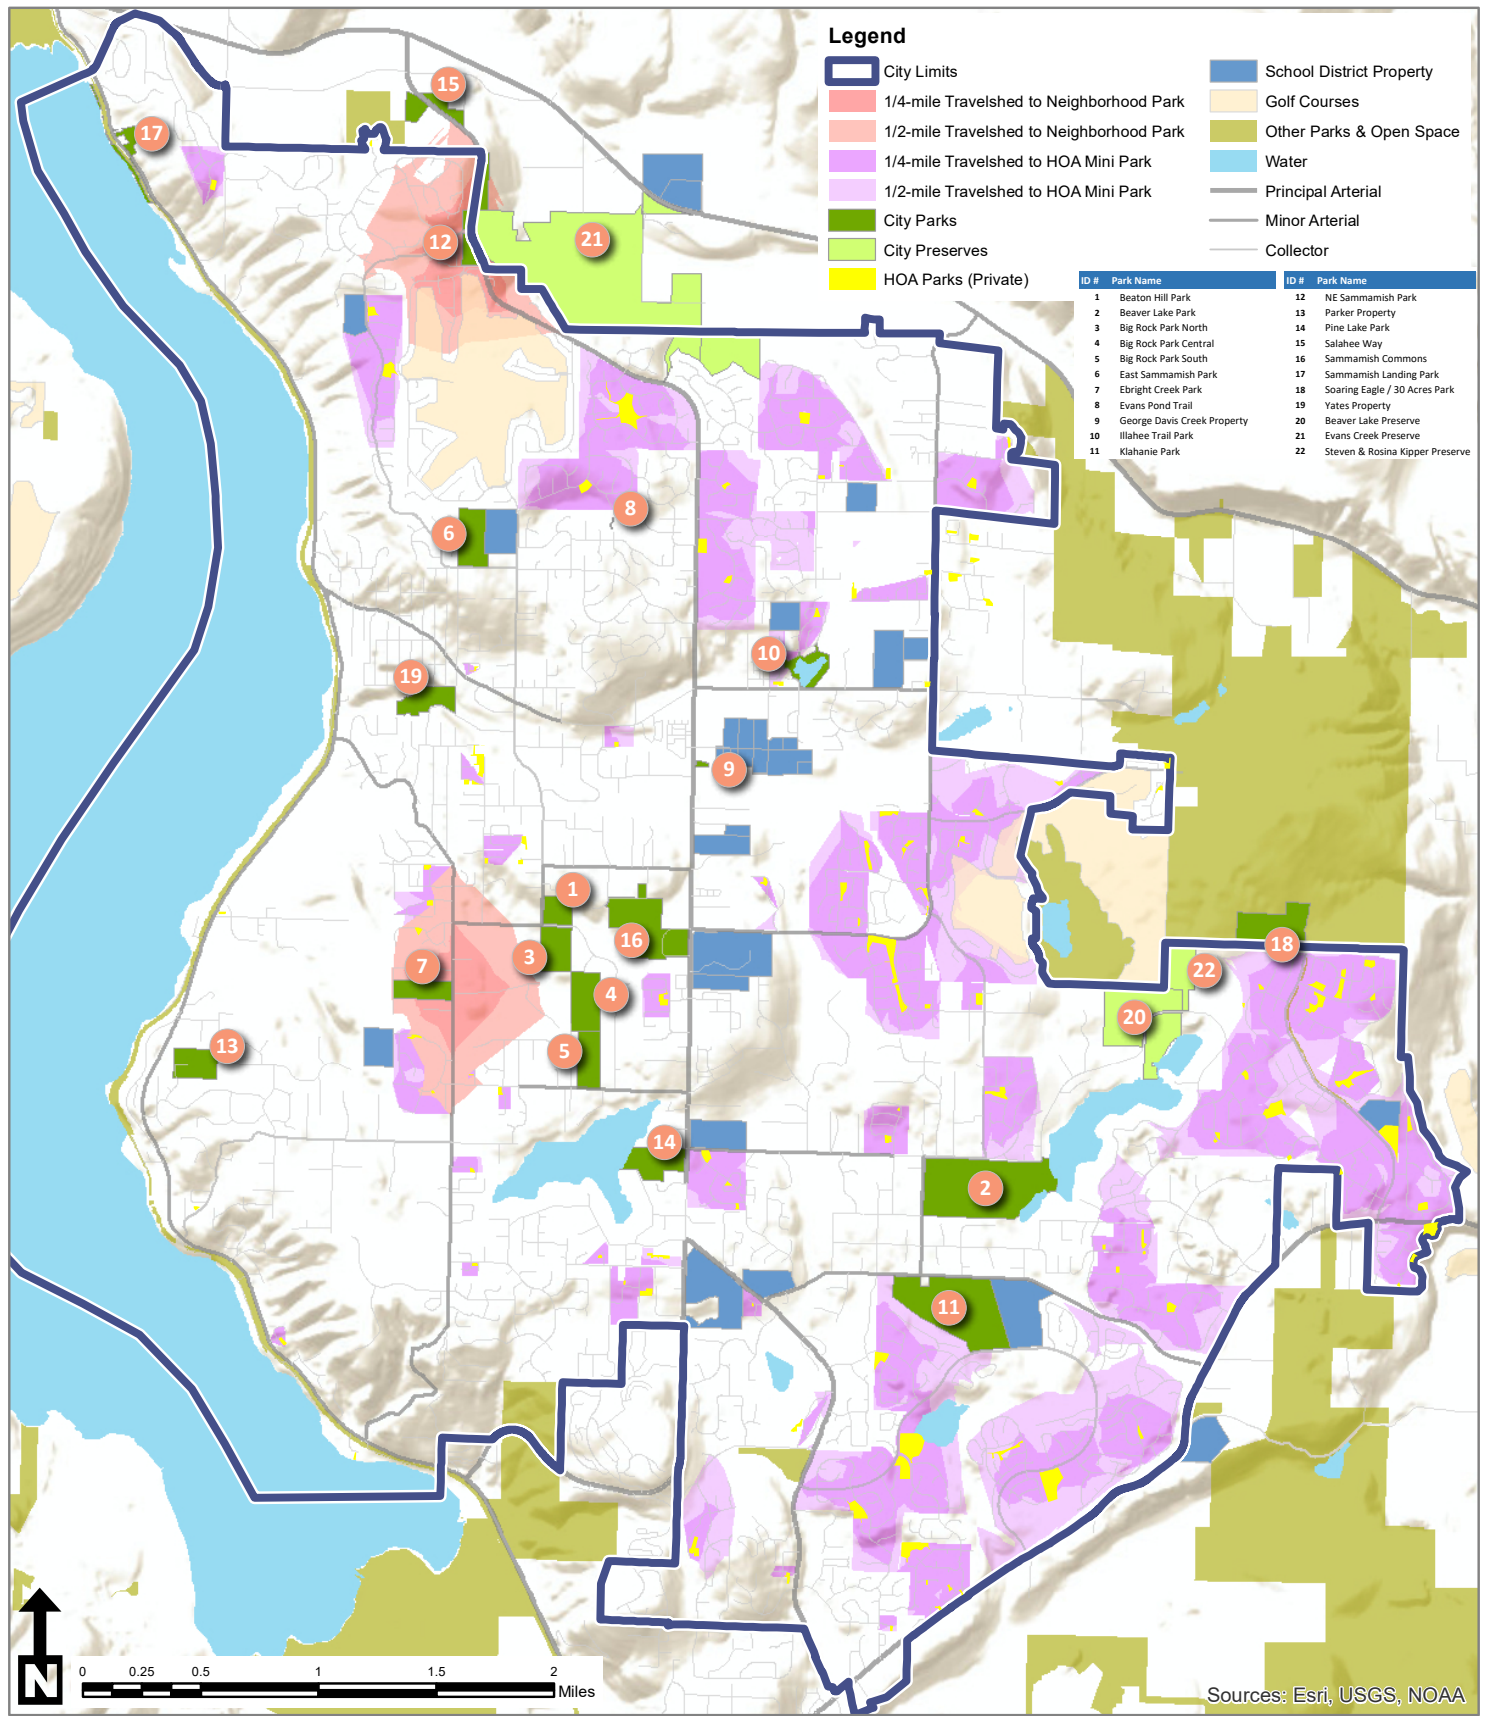 Legend
City Limits
1/4-mile Travelshed to Neighborhood Park
1/2-mile Travelshed to Neighborhood Park
1/4-mile Travelshed to HOA Mini Park
1/2-mile Travelshed to HOA Mini Park
City Parks
City Preserves
HOA Parks (Private)
School District Property
Golf Courses
Other Parks & Open Space
Water
Principal Arterial
Minor Arterial
Collector
ID # Park Name
1 Beaton Hill Park
2 Beaver Lake Park
3 Big Rock Park North
4 Big Rock Park Central
5 Big Rock Park South
6 East Sammamish Park
7 Ebright Creek Park
8 Evans Pond Trail
9 George Davis Creek Property
10 Illahee Trail Park
11 Klahanie Park
ID # Park Name
12 NE Sammamish Park
13 Parker Property
14 Pine Lake Park
15 Salahee Way
16 Sammamish Commons
17 Sammamish Landing Park
18 Soaring Eagle / 30 Acres Park
19 Yates Property
20 Beaver Lake Preserve
21 Evans Creek Preserve
22 Steven & Rosina Kipper Preserve
15
17
12
21
8
6
10
19
9
1
16
3
7
18
22
4
20
13
5
14
2
11
N
0 0.25 0.5 1 1.5 2
Miles
Sources: Esri, USGS, NOAA